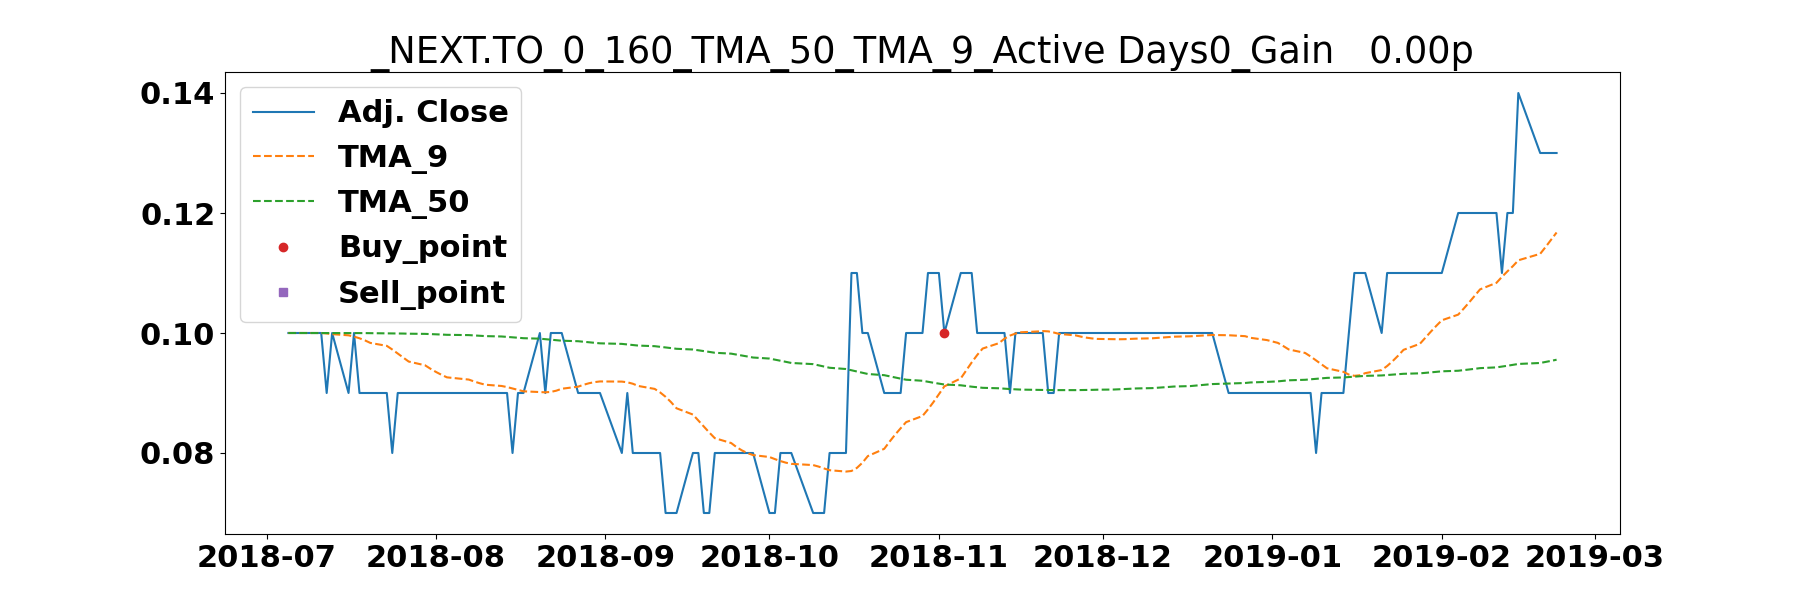 _NEXT.TO_0_160_TMA_50_TMA_9_Active Days0_Gain   0.00p
0.14
0.12
0.10
0.08
Adj. Close
TMA_9
TMA_50
Buy_point
Sell_point
2018-07 2018-08 2018-09 2018-10 2018-11 2018-12 2019-01 2019-02 2019-03